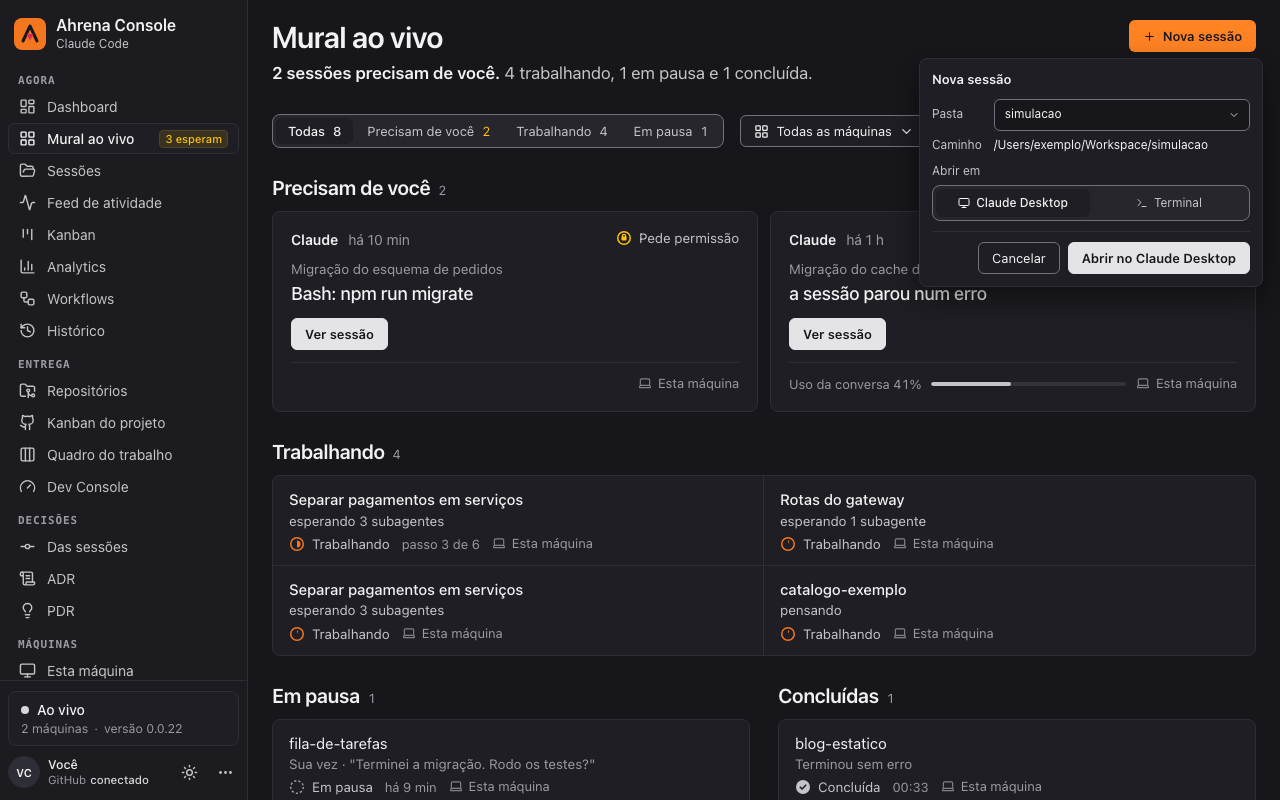 Ahrena Console
Claude Code
AGORA
Dashboard
Mural ao vivo
3 esperam
Sessões
Feed de atividade
Kanban
Analytics
Workflows
Histórico
ENTREGA
Repositórios
Kanban do projeto
Quadro do trabalho
Dev Console
DECISÕES
Das sessões
ADR
PDR
MÁQUINAS
Esta máquina
Ao vivo
2 máquinas · versão 0.0.22
VC
Você
GitHub conectado
Mural ao vivo
2 sessões precisam de você. 4 trabalhando, 1 em pausa e 1 concluída.
Nova sessão
Todas 8
Precisam de você 2
Trabalhando 4
Em pausa 1
Todas as máquinas
Nova sessão
Pasta
simulacao
Caminho /Users/exemplo/Workspace/simulacao
Abrir em
Claude Desktop
Terminal
Cancelar
Abrir no Claude Desktop
Precisam de você 2
Claude há 10 min
Pede permissão
Migração do esquema de pedidos
Bash: npm run migrate
Ver sessão
Esta máquina
Claude há 1 h
Migração do cache d
a sessão parou num erro
Ver sessão
Uso da conversa 41%
Esta máquina
Trabalhando 4
Separar pagamentos em serviços
esperando 3 subagentes
Trabalhando passo 3 de 6 Esta máquina
Rotas do gateway
esperando 1 subagente
Trabalhando Esta máquina
Separar pagamentos em serviços
esperando 3 subagentes
Trabalhando Esta máquina
catalogo-exemplo
pensando
Trabalhando Esta máquina
Em pausa 1
fila-de-tarefas
Sua vez · "Terminei a migração. Rodo os testes?"
Em pausa há 9 min Esta máquina
Concluídas 1
blog-estatico
Terminou sem erro
Concluída 00:33 Esta máquina